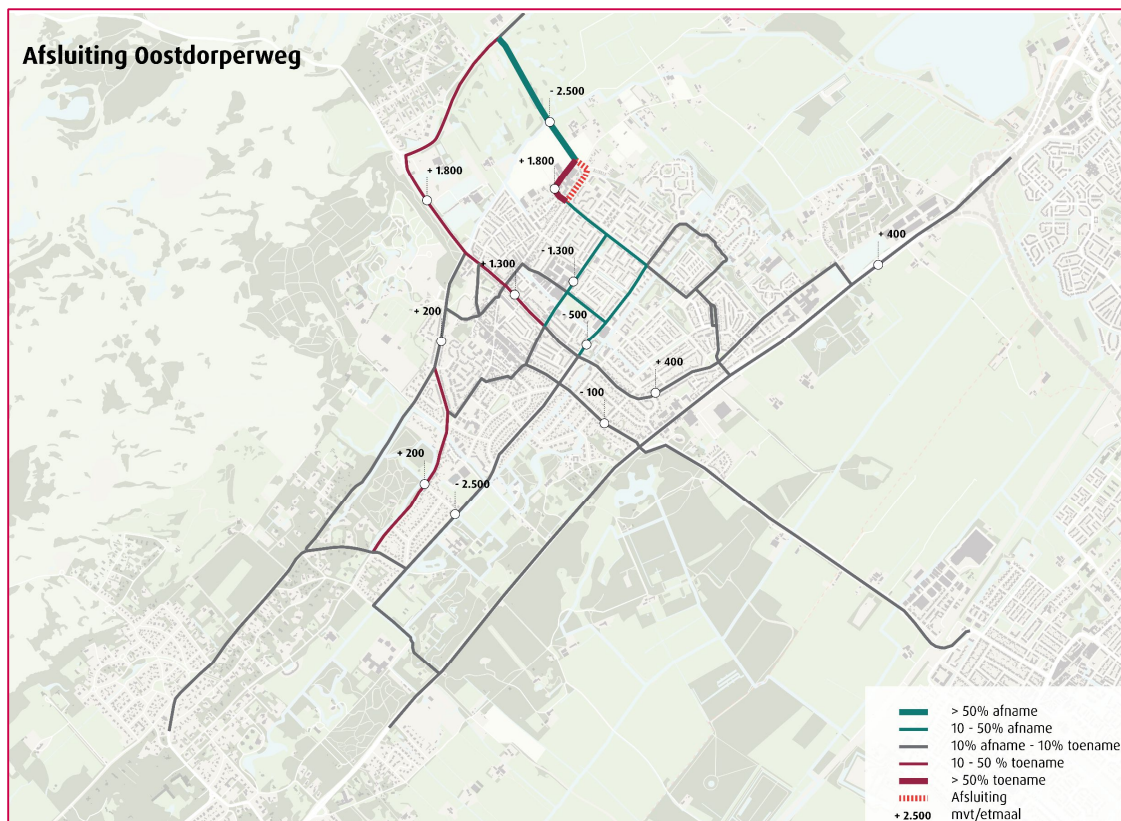 Afsluiting Oostdorperweg
- 2.500
+ 1.800
+ 1.800
+ 400
- 1.300
+ 1.300
+ 200
- 500
+ 400
- 100
+ 200
- 2.500
> 50% afname
10 - 50% afname
10% afname - 10% toename
10 - 50 % toename
> 50% toename
Afsluiting
+ 2.500 mvt/etmaal